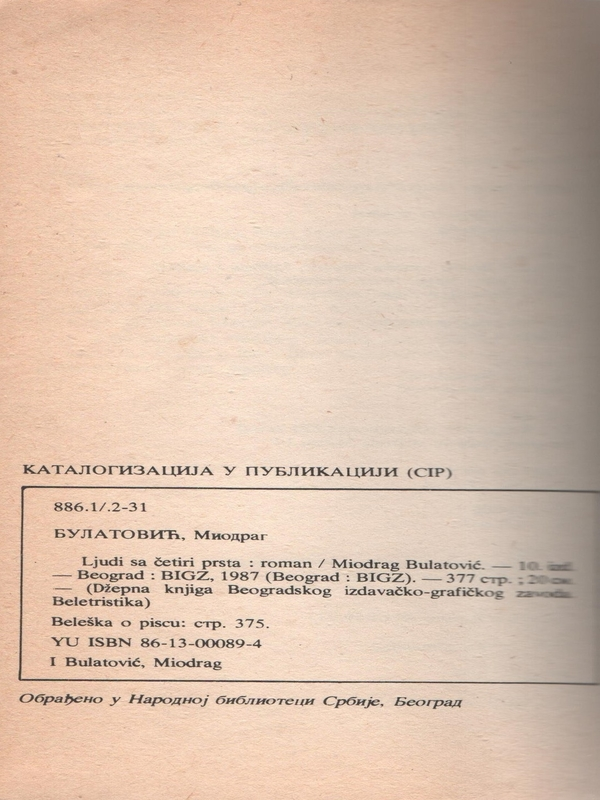 КАТАЛОГИЗАЦИЈА У ПУБЛИКАЦИЈИ (CIP)
886.1/.2-31
БУЛАТОВИЋ, Миодраг
Ljudi sa četiri prsta : roman / Miodrag Bulatović. — 10.
— Beograd : BIGZ, 1987 (Beograd : BIGZ). — 377 стр. ; 20
— (Džepna knjiga Beogradskog izdavačko-grafičkog zavoda.
Beletristika)
Beleška o piscu: стр. 375.
YU ISBN 86-13-00089-4
I Bulatović, Miodrag
Обрађено у Народној библиотеци Србије, Београд